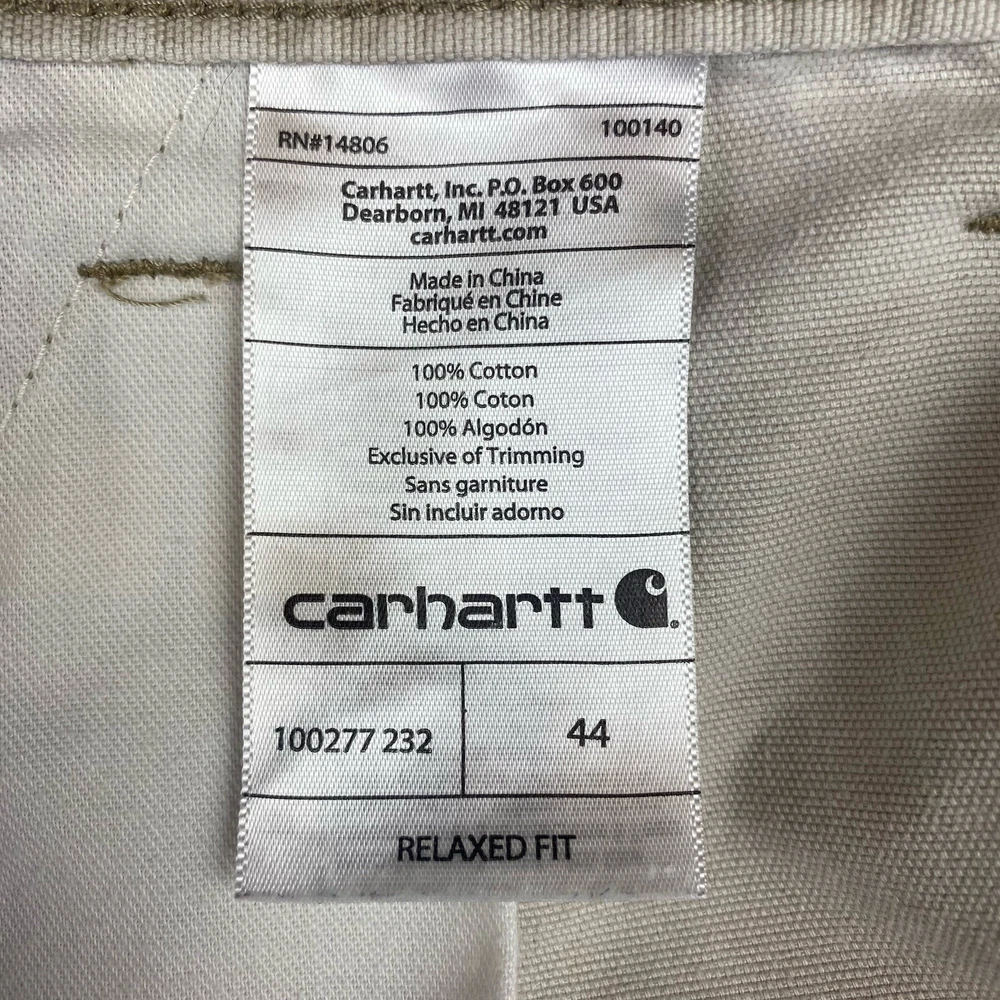 RN#14806 100140
Carhartt, Inc. P.O. Box 600
Dearborn, MI 48121 USA
carhartt.com
Made in China
Fabriqué en Chine
Hecho en China
100% Cotton
100% Coton
100% Algodón
Exclusive of Trimming
Sans garniture
Sin incluir adorno
carhartt
100277 232 44
RELAXED FIT